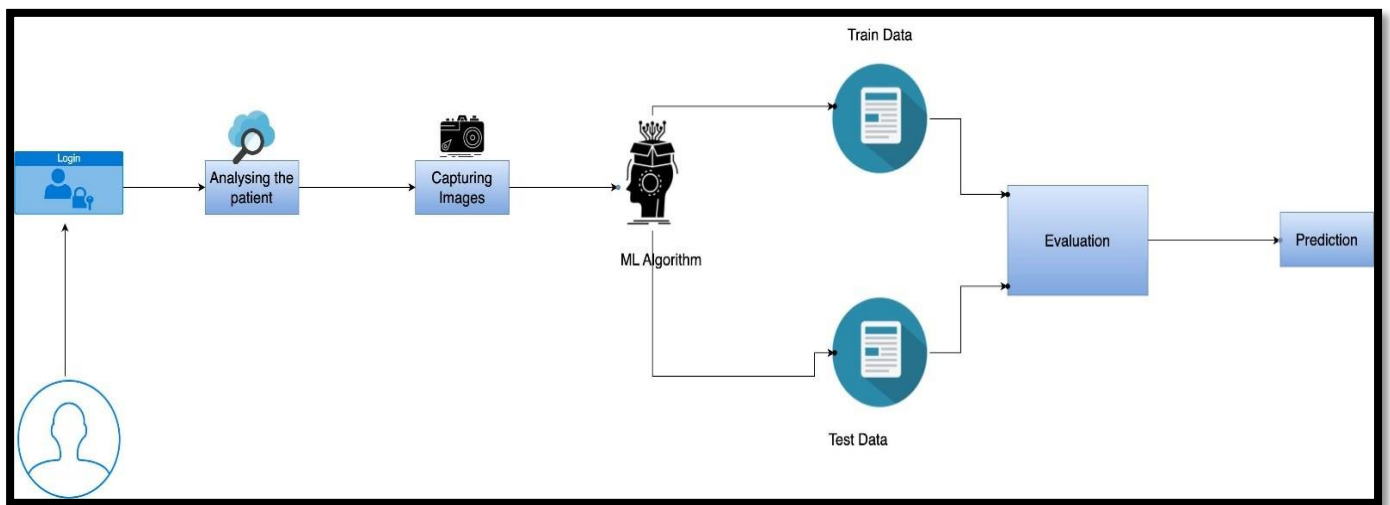 Login
Analysing the
patient
Capturing
Images
ML Algorithm
Train Data
Test Data
Evaluation
Prediction